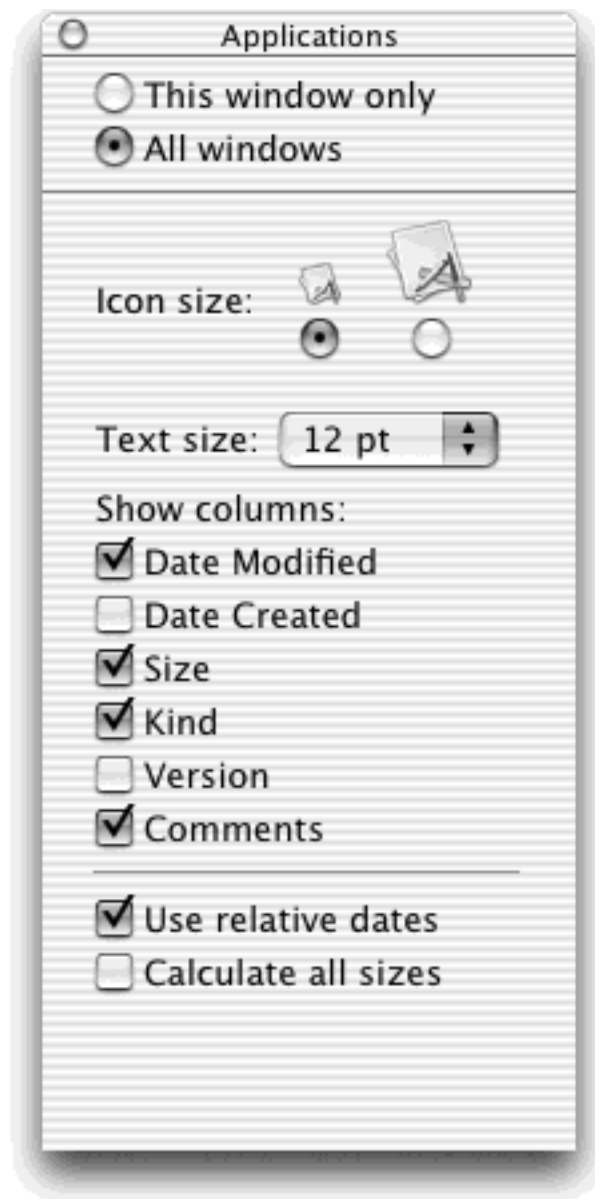 Applications
This window only
All windows
Icon size:
Text size: 12 pt
Show columns:
Date Modified
Date Created
Size
Kind
Version
Comments
Use relative dates
Calculate all sizes